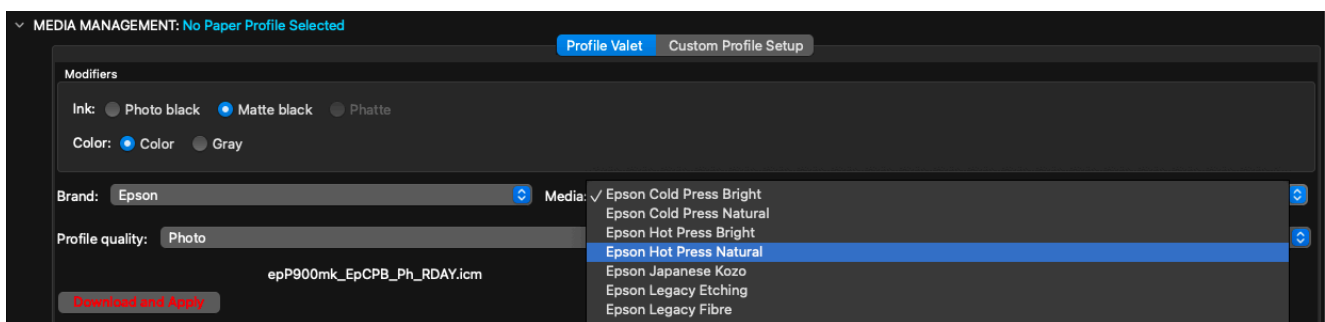 MEDIA MANAGEMENT: No Paper Profile Selected
Profile Valet Custom Profile Setup
Modifiers
Ink: Photo black Matte black Phatte
Color: Color Gray
Brand: Epson Media: ✓ Epson Cold Press Bright
Epson Cold Press Natural
Profile quality: Photo Epson Hot Press Bright
Epson Hot Press Natural
epP900mk_EpCPB_Ph_RDAY.icm Epson Japanese Kozo
Download and Apply Epson Legacy Etching
Epson Legacy Fibre